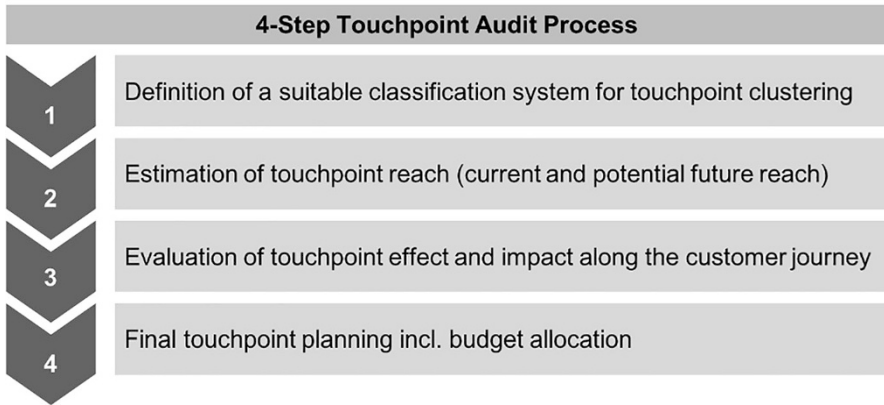 4-Step Touchpoint Audit Process
1
Definition of a suitable classification system for touchpoint clustering
2
Estimation of touchpoint reach (current and potential future reach)
3
Evaluation of touchpoint effect and impact along the customer journey
4
Final touchpoint planning incl. budget allocation